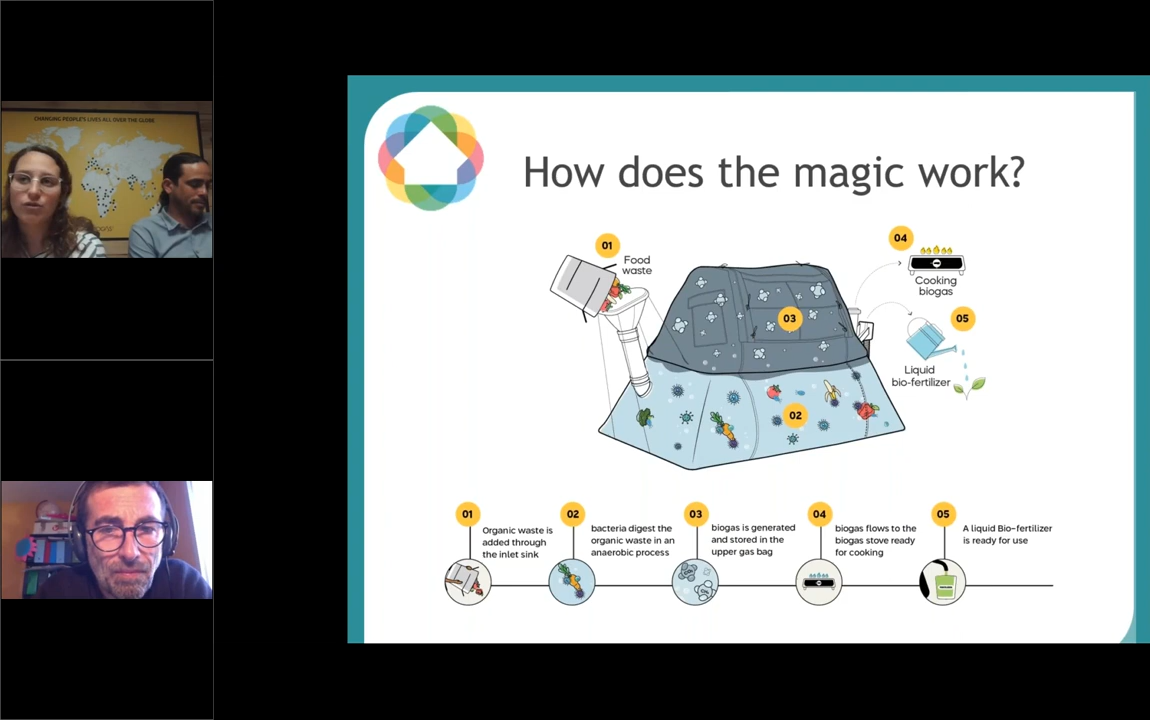 CHANGING PEOPLE'S LIVES ALL OVER THE GLOBE
How does the magic work?
01
Food
waste
03
02
04
Cooking
biogas
05
Liquid
bio-fertilizer
01
Organic waste is
added through
the inlet sink
02
bacteria digest the
organic waste in an
anaerobic process
03
biogas is generated
and stored in the
upper gas bag
04
biogas flows to the
biogas stove ready
for cooking
05
A liquid Bio-fertilizer
is ready for use